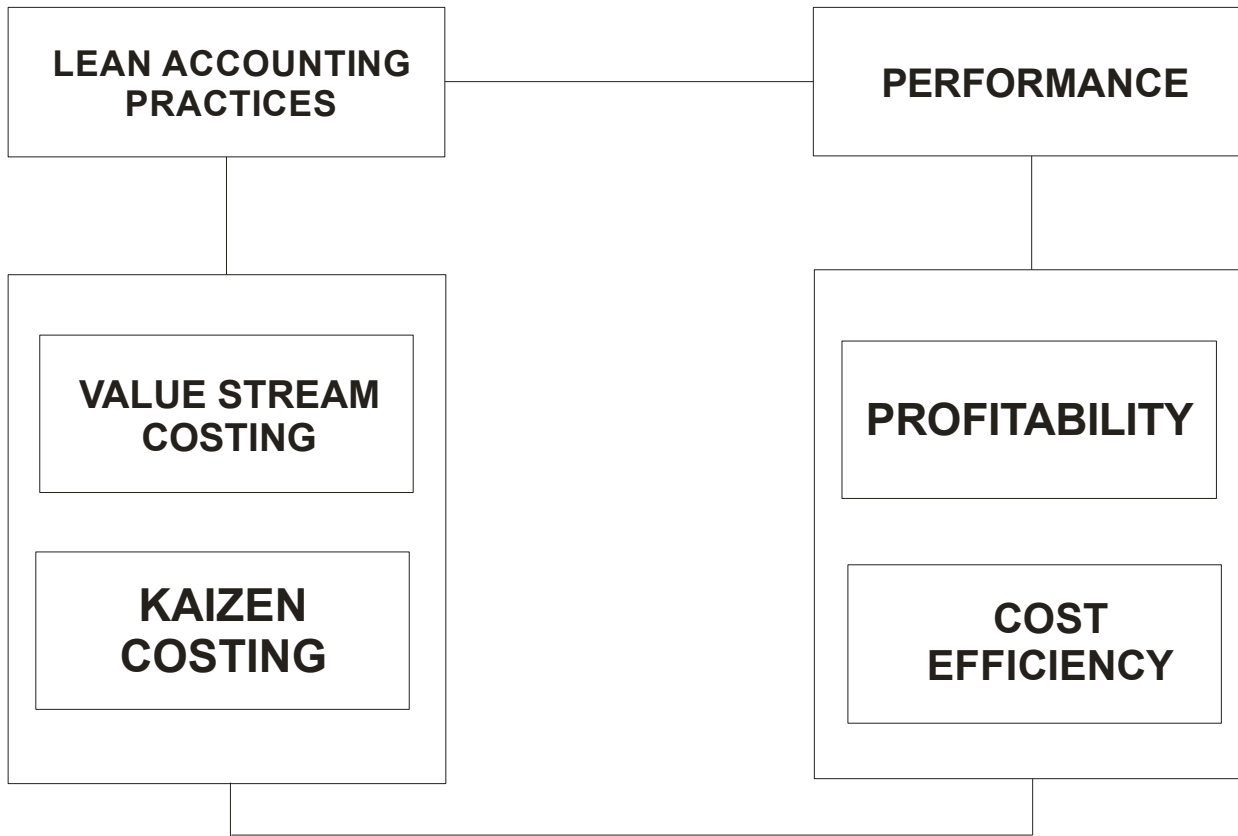 LEAN ACCOUNTING
PRACTICES
PERFORMANCE
VALUE STREAM
COSTING
PROFITABILITY
KAIZEN
COSTING
COST
EFFICIENCY